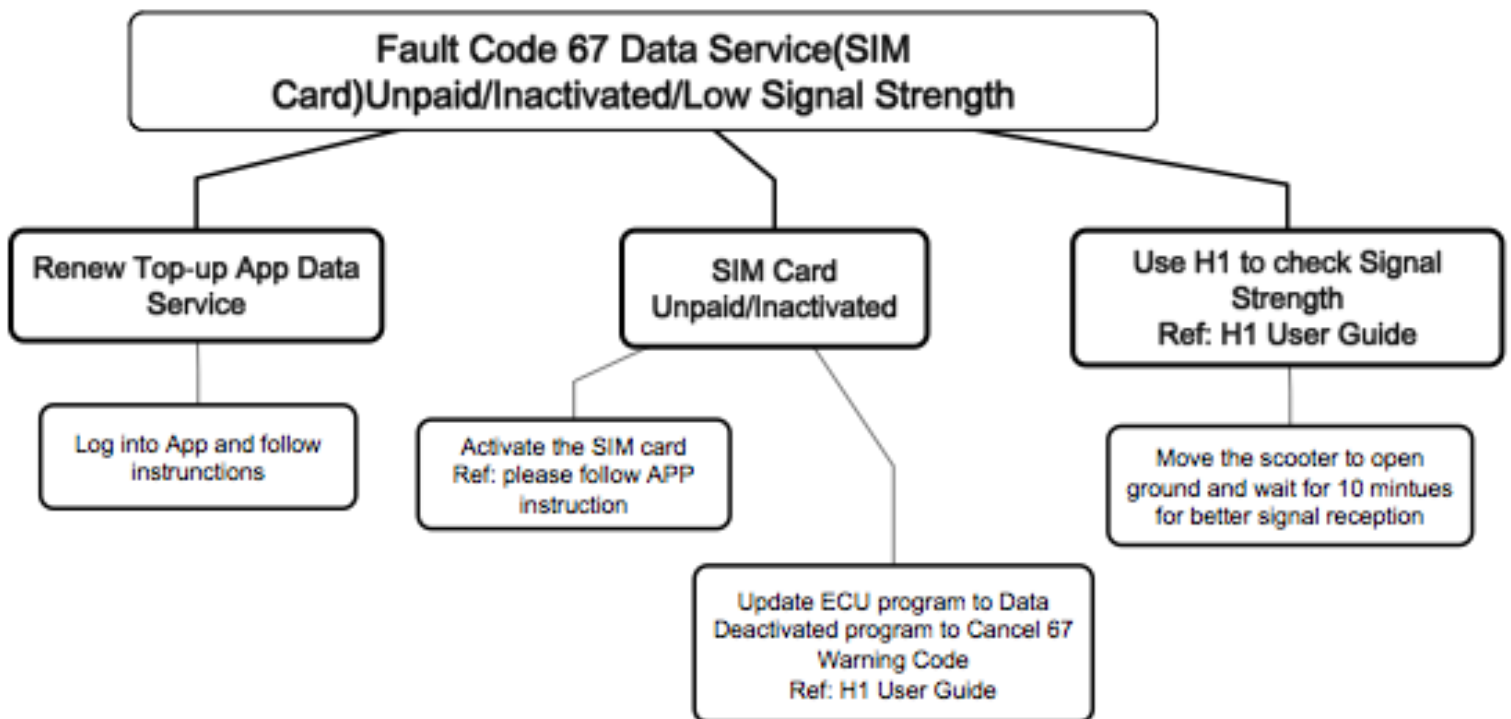 Fault Code 67 Data Service(SIM
Card)Unpaid/Inactivated/Low Signal Strength
Renew Top-up App Data
Service
SIM Card
Unpaid/Inactivated
Use H1 to check Signal
Strength
Ref: H1 User Guide
Log into App and follow
instrunctions
Activate the SIM card
Ref: please follow APP
instruction
Move the scooter to open
ground and wait for 10 mintues
for better signal reception
Update ECU program to Data
Deactivated program to Cancel 67
Warning Code
Ref: H1 User Guide